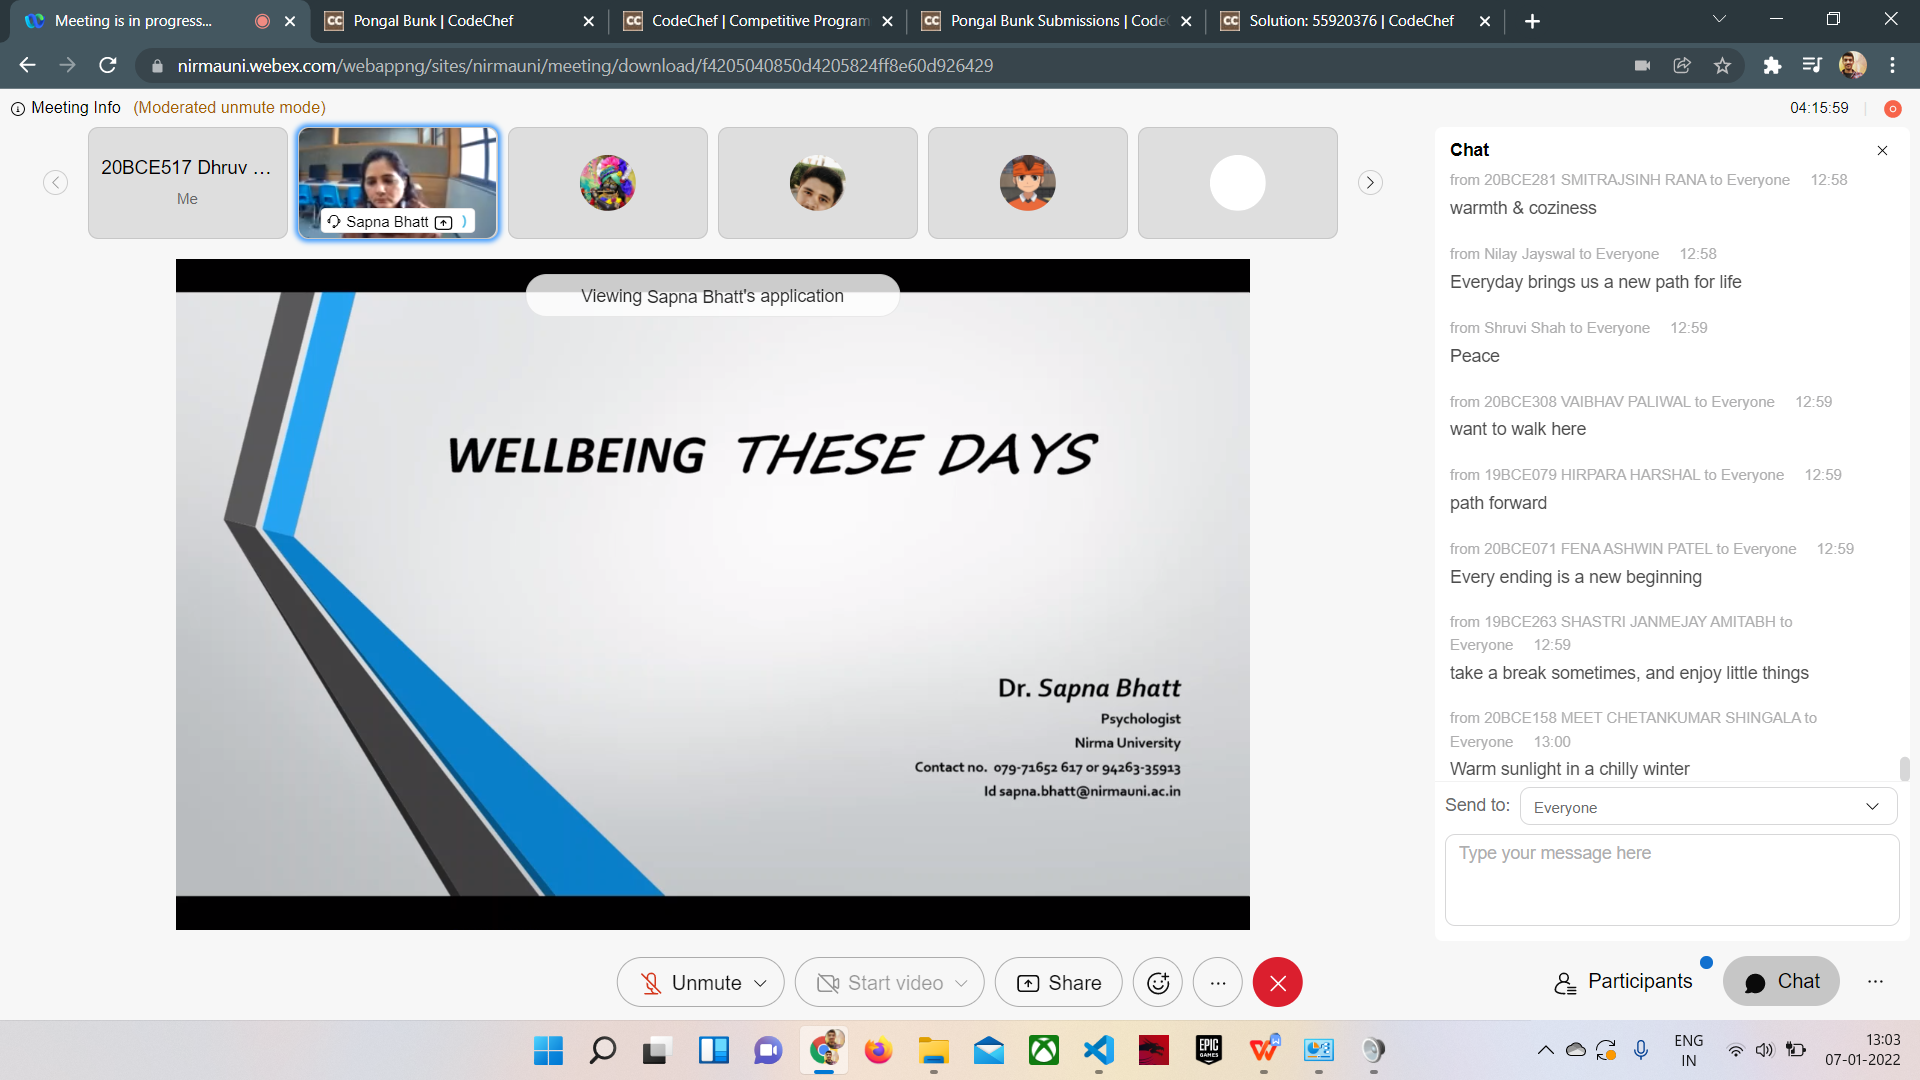 Meeting is in progress...
Pongal Bunk | CodeChef
CodeChef | Competitive Program
Pongal Bunk Submissions | Code
Solution: 55920376 | CodeChef
nirmauni.webex.com/webappng/sites/nirmauni/meeting/download/f4205040850d4205824ff8e60d926429
Meeting Info (Moderated unmute mode)
04:15:59
20BCE517 Dhruv ...
Me
Sapna Bhatt
Viewing Sapna Bhatt's application
WELLBEING THESE DAYS
Dr. Sapna Bhatt
Psychologist
Nirma University
Contact no. 079-71652 617 or 94263-35913
Id sapna.bhatt@nirmauni.ac.in
Chat
from 20BCE281 SMITRAJSINH RANA to Everyone 12:58
warmth & coziness
from Nilay Jayswal to Everyone 12:58
Everyday brings us a new path for life
from Shruvi Shah to Everyone 12:59
Peace
from 20BCE308 VAIBHAV PALIWAL to Everyone 12:59
want to walk here
from 19BCE079 HIRPARA HARSHAL to Everyone 12:59
path forward
from 20BCE071 FENA ASHWIN PATEL to Everyone 12:59
Every ending is a new beginning
from 19BCE263 SHASTRI JANMEJAY AMITABH to
Everyone 12:59
take a break sometimes, and enjoy little things
from 20BCE158 MEET CHETANKUMAR SHINGALA to
Everyone 13:00
Warm sunlight in a chilly winter
Send to: Everyone
Type your message here
Unmute
Start video
Share
Participants
Chat
EPIC
GAMES
ENG
IN
13:03
07-01-2022